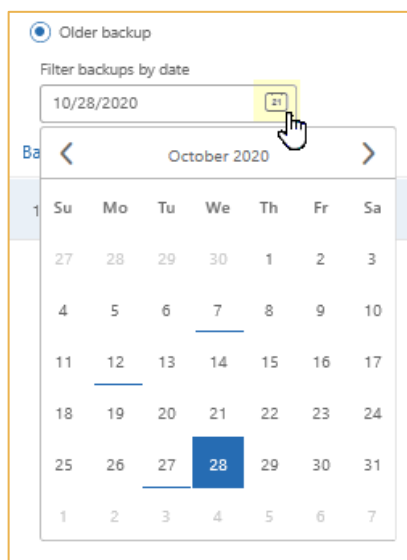 Older backup
Filter backups by date
10/28/2020
21
Ba
October 2020
1
Su Mo Tu We Th Fr Sa
27 28 29 30 1 2 3
4 5 6 7 8 9 10
11 12 13 14 15 16 17
18 19 20 21 22 23 24
25 26 27 28 29 30 31
1 2 3 4 5 6 7